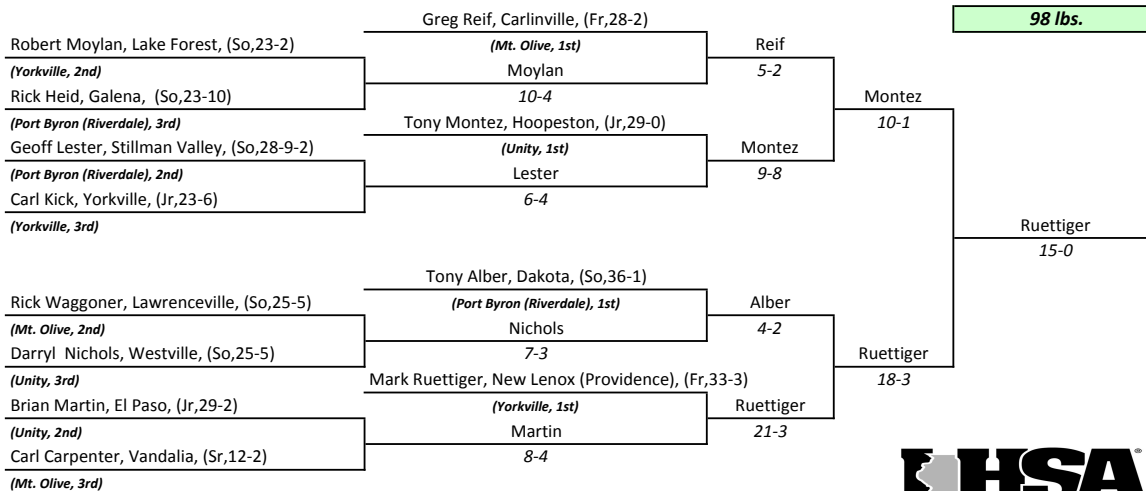 Greg Reif, Carlinville, (Fr,28-2)
98 lbs.
Robert Moylan, Lake Forest, (So,23-2)
(Mt. Olive, 1st)
Reif
(Yorkville, 2nd)
Moylan
5-2
Rick Heid, Galena, (So,23-10)
10-4
Montez
(Port Byron (Riverdale), 3rd)
Tony Montez, Hoopeston, (Jr,29-0)
10-1
Geoff Lester, Stillman Valley, (So,28-9-2)
(Unity, 1st)
Montez
(Port Byron (Riverdale), 2nd)
Lester
9-8
Carl Kick, Yorkville, (Jr,23-6)
6-4
(Yorkville, 3rd)
Ruettiger
15-0
Tony Alber, Dakota, (So,36-1)
Rick Waggoner, Lawrenceville, (So,25-5)
(Port Byron (Riverdale), 1st)
Alber
(Mt. Olive, 2nd)
Nichols
4-2
Darryl Nichols, Westville, (So,25-5)
7-3
Ruettiger
(Unity, 3rd)
Mark Ruettiger, New Lenox (Providence), (Fr,33-3)
18-3
Brian Martin, El Paso, (Jr,29-2)
(Yorkville, 1st)
Ruettiger
(Unity, 2nd)
Martin
21-3
Carl Carpenter, Vandalia, (Sr,12-2)
8-4
(Mt. Olive, 3rd)
IHSA®